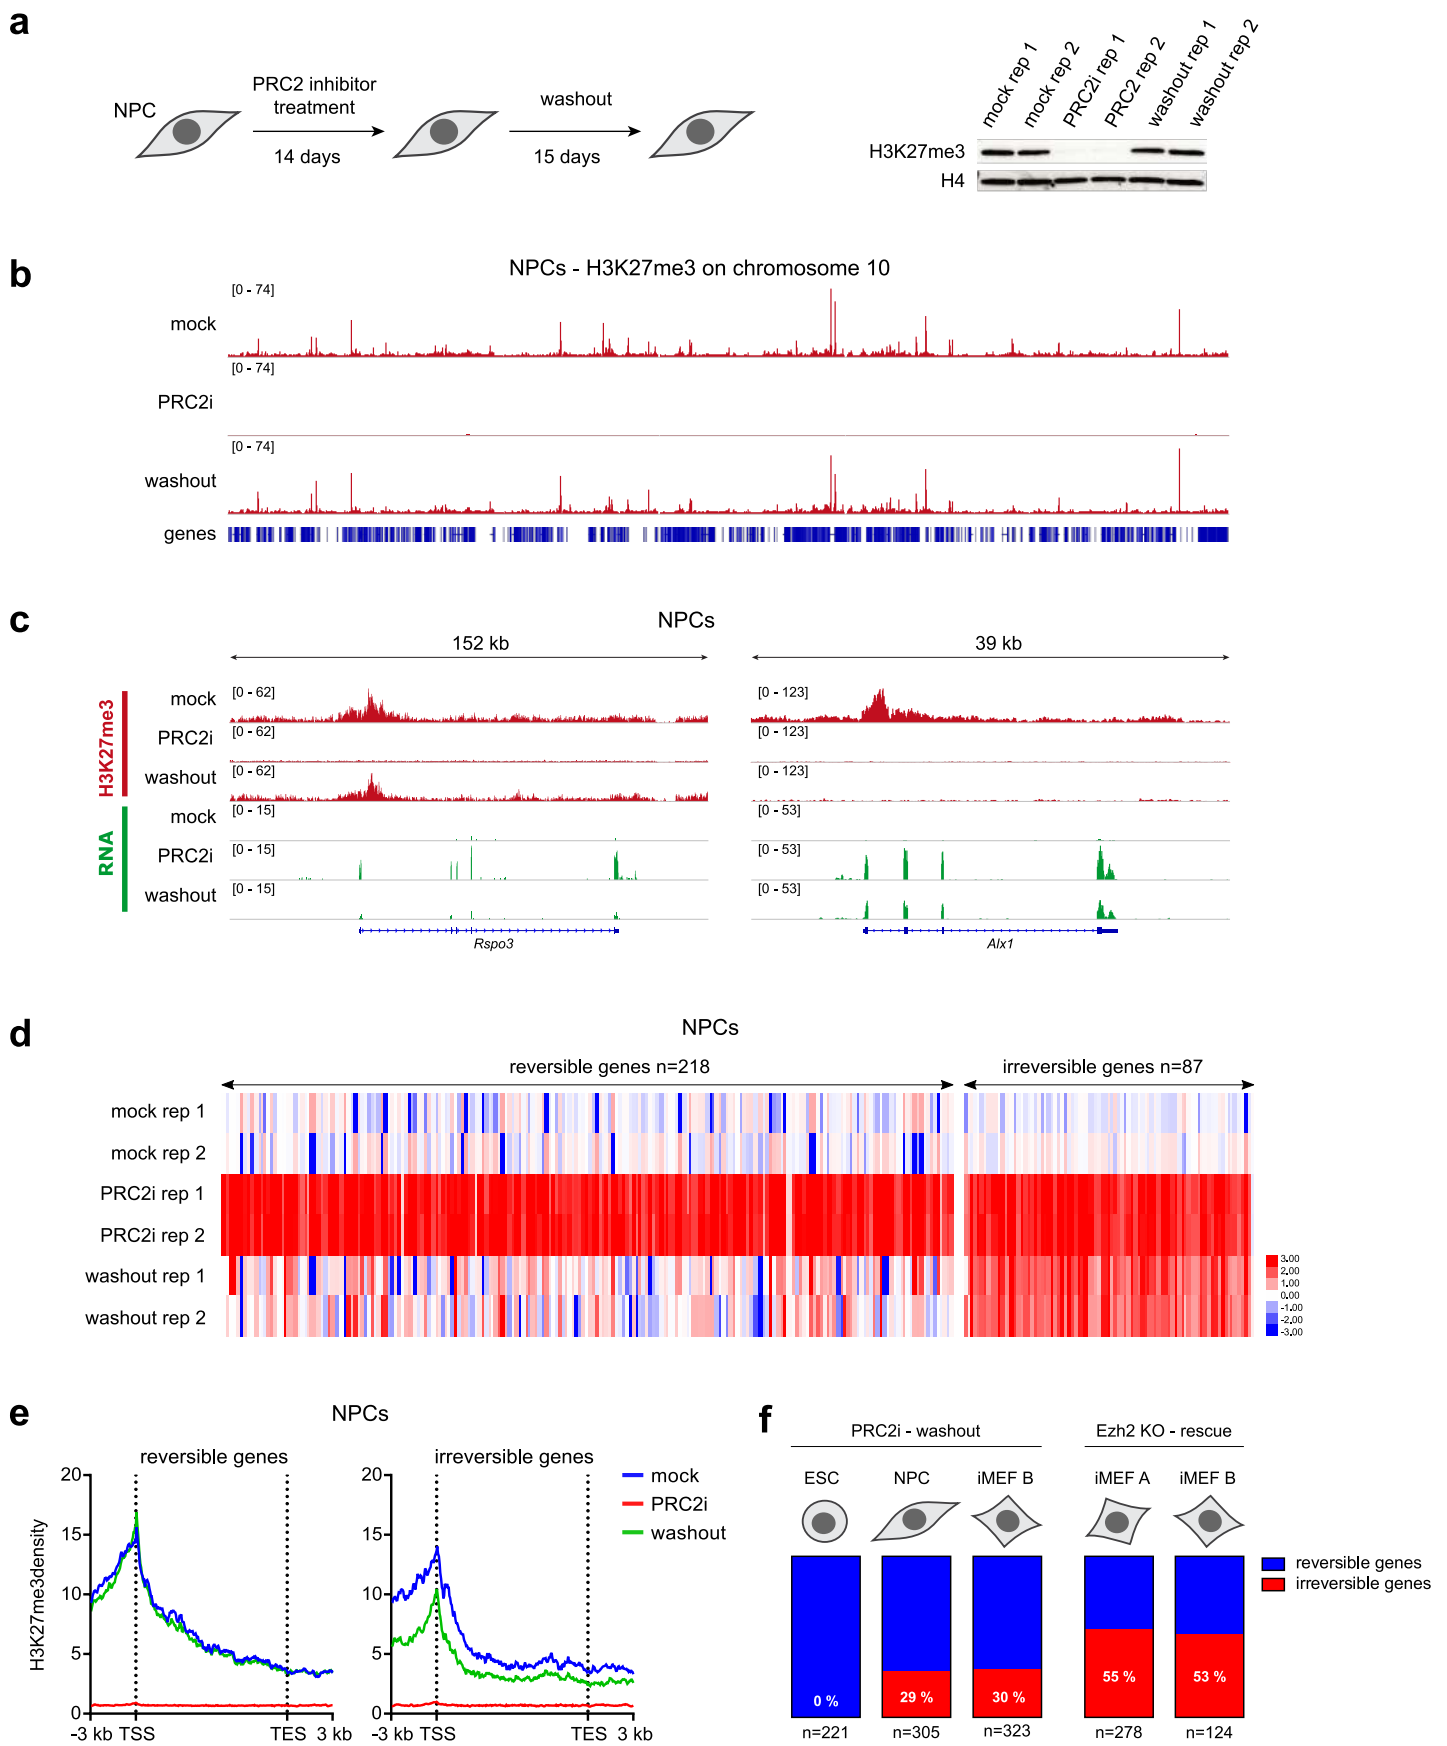 a
NPC
PRC2 inhibitor
treatment
14 days
washout
15 days
mock rep 1
mock rep 2
PRC2i rep 1
PRC2 rep 2
washout rep 1
washout rep 2
H3K27me3
H4
b
NPCs - H3K27me3 on chromosome 10
[0 - 74]
mock
[0 - 74]
PRC2i
[0 - 74]
washout
genes
c
NPCs
152 kb
39 kb
H3K27me3
mock
[0 - 62]
[0 - 123]
PRC2i
[0 - 62]
[0 - 123]
washout
[0 - 62]
[0 - 123]
RNA
mock
[0 - 15]
[0 - 53]
PRC2i
[0 - 15]
[0 - 53]
washout
[0 - 15]
[0 - 53]
Rspo3
Alx1
d
NPCs
reversible genes n=218
irreversible genes n=87
mock rep 1
mock rep 2
PRC2i rep 1
PRC2i rep 2
washout rep 1
washout rep 2
3.00
2.00
1.00
0.00
-1.00
-2.00
-3.00
e
NPCs
reversible genes
irreversible genes
H3K27me3density
20
15
10
5
0
-3 kb TSS TES 3 kb
20
15
10
5
0
-3 kb TSS TES 3 kb
mock
PRC2i
washout
f
PRC2i - washout
Ezh2 KO - rescue
ESC
NPC
iMEF B
iMEF A
iMEF B
reversible genes
irreversible genes
0 %
29 %
30 %
55 %
53 %
n=221
n=305
n=323
n=278
n=124